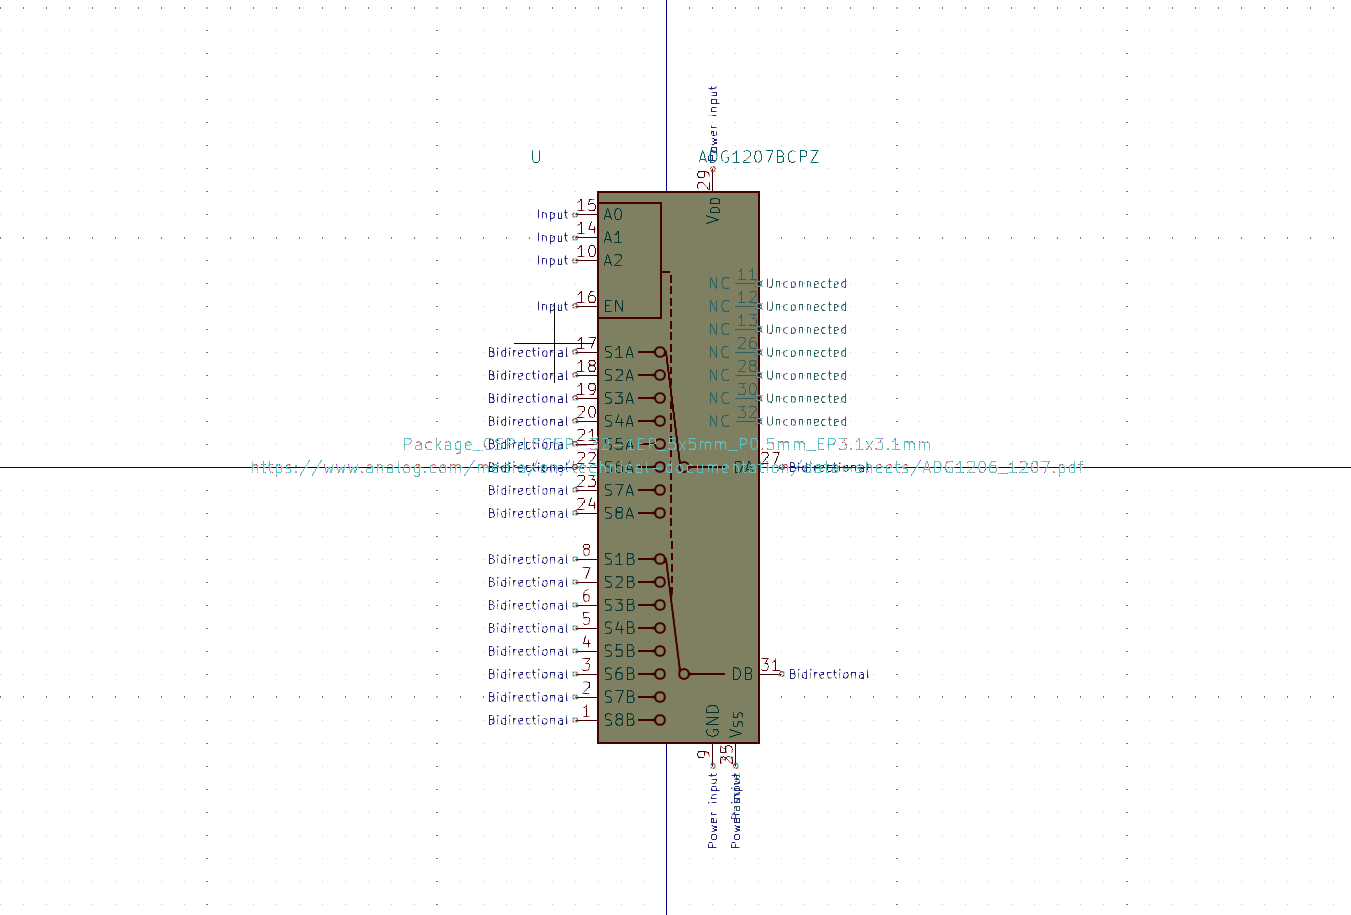 Power input
U
ADG1207BCPZ
29
VDD
Input 15 A0
Input 14 A1
Input 10 A2
NC 11 Unconnected
Input 16 EN
NC 12 Unconnected
NC 13 Unconnected
Bidirectional 17 S1A
NC 26 Unconnected
Bidirectional 18 S2A
NC 28 Unconnected
Bidirectional 19 S3A
NC 30 Unconnected
Bidirectional 20 S4A
NC 32 Unconnected
Bidirectional 21 S5A
5x5mm_P0.5mm_EP3.1x3.1mm
Bidirectional 22 S6A
DA 27 Bidirectional
https://www.analog.com/media/en/technical-documentation/data-sheets/ADG1206_1207.pdf
Bidirectional 23 S7A
Bidirectional 24 S8A
Bidirectional 8 S1B
Bidirectional 7 S2B
Bidirectional 6 S3B
Bidirectional 5 S4B
Bidirectional 4 S5B
Bidirectional 3 S6B
DB 31 Bidirectional
Bidirectional 2 S7B
Bidirectional 1 S8B
GND
VSS
9
25
Power input
Power input